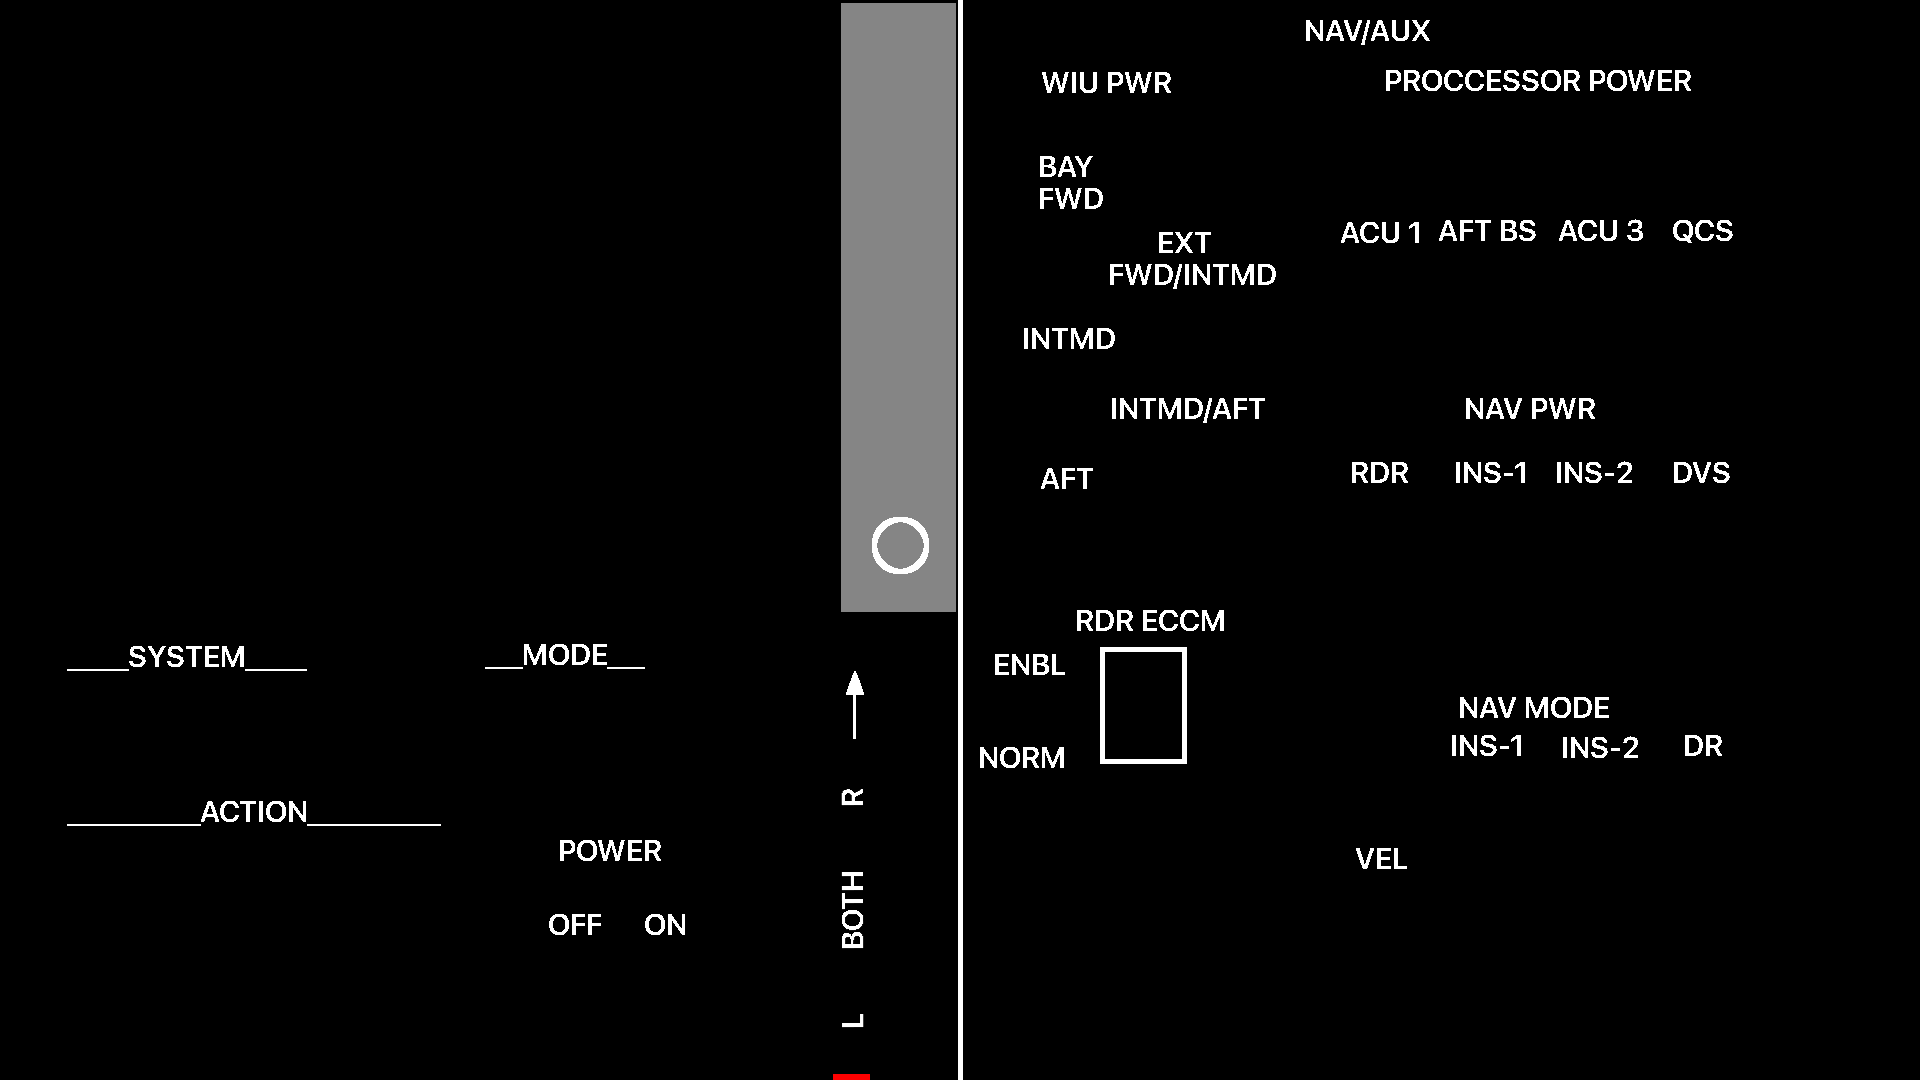 ____SYSTEM____
__MODE__
________ACTION________
POWER
OFF ON
R
BOTH
L
NAV/AUX
WIU PWR
PROCCESSOR POWER
BAY
FWD
EXT
FWD/INTMD
ACU 1 AFT BS ACU 3 QCS
INTMD
INTMD/AFT
NAV PWR
AFT
RDR INS-1 INS-2 DVS
RDR ECCM
ENBL
NORM
NAV MODE
INS-1 INS-2 DR
VEL